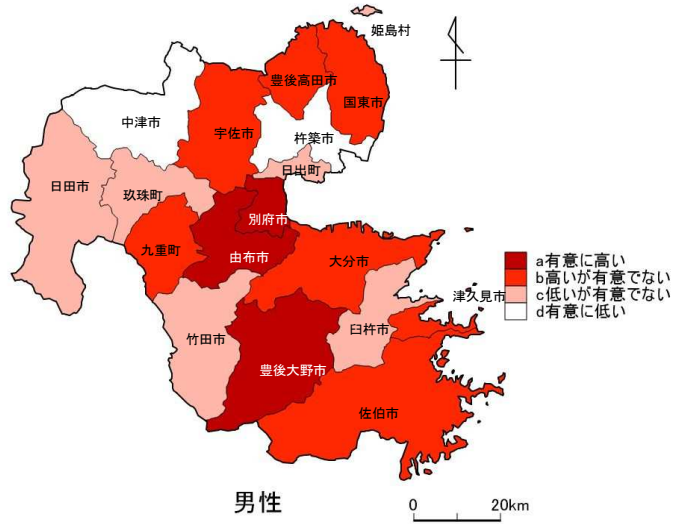 姫島村
豊後高田市
国東市
中津市
宇佐市
杵築市
日出町
日田市
玖珠町
別府市
九重町
由布市
大分市
a有意に高い
b高いが有意でない
c低いが有意でない
d有意に低い
津久見市
臼杵市
竹田市
豊後大野市
佐伯市
男性
0 20km